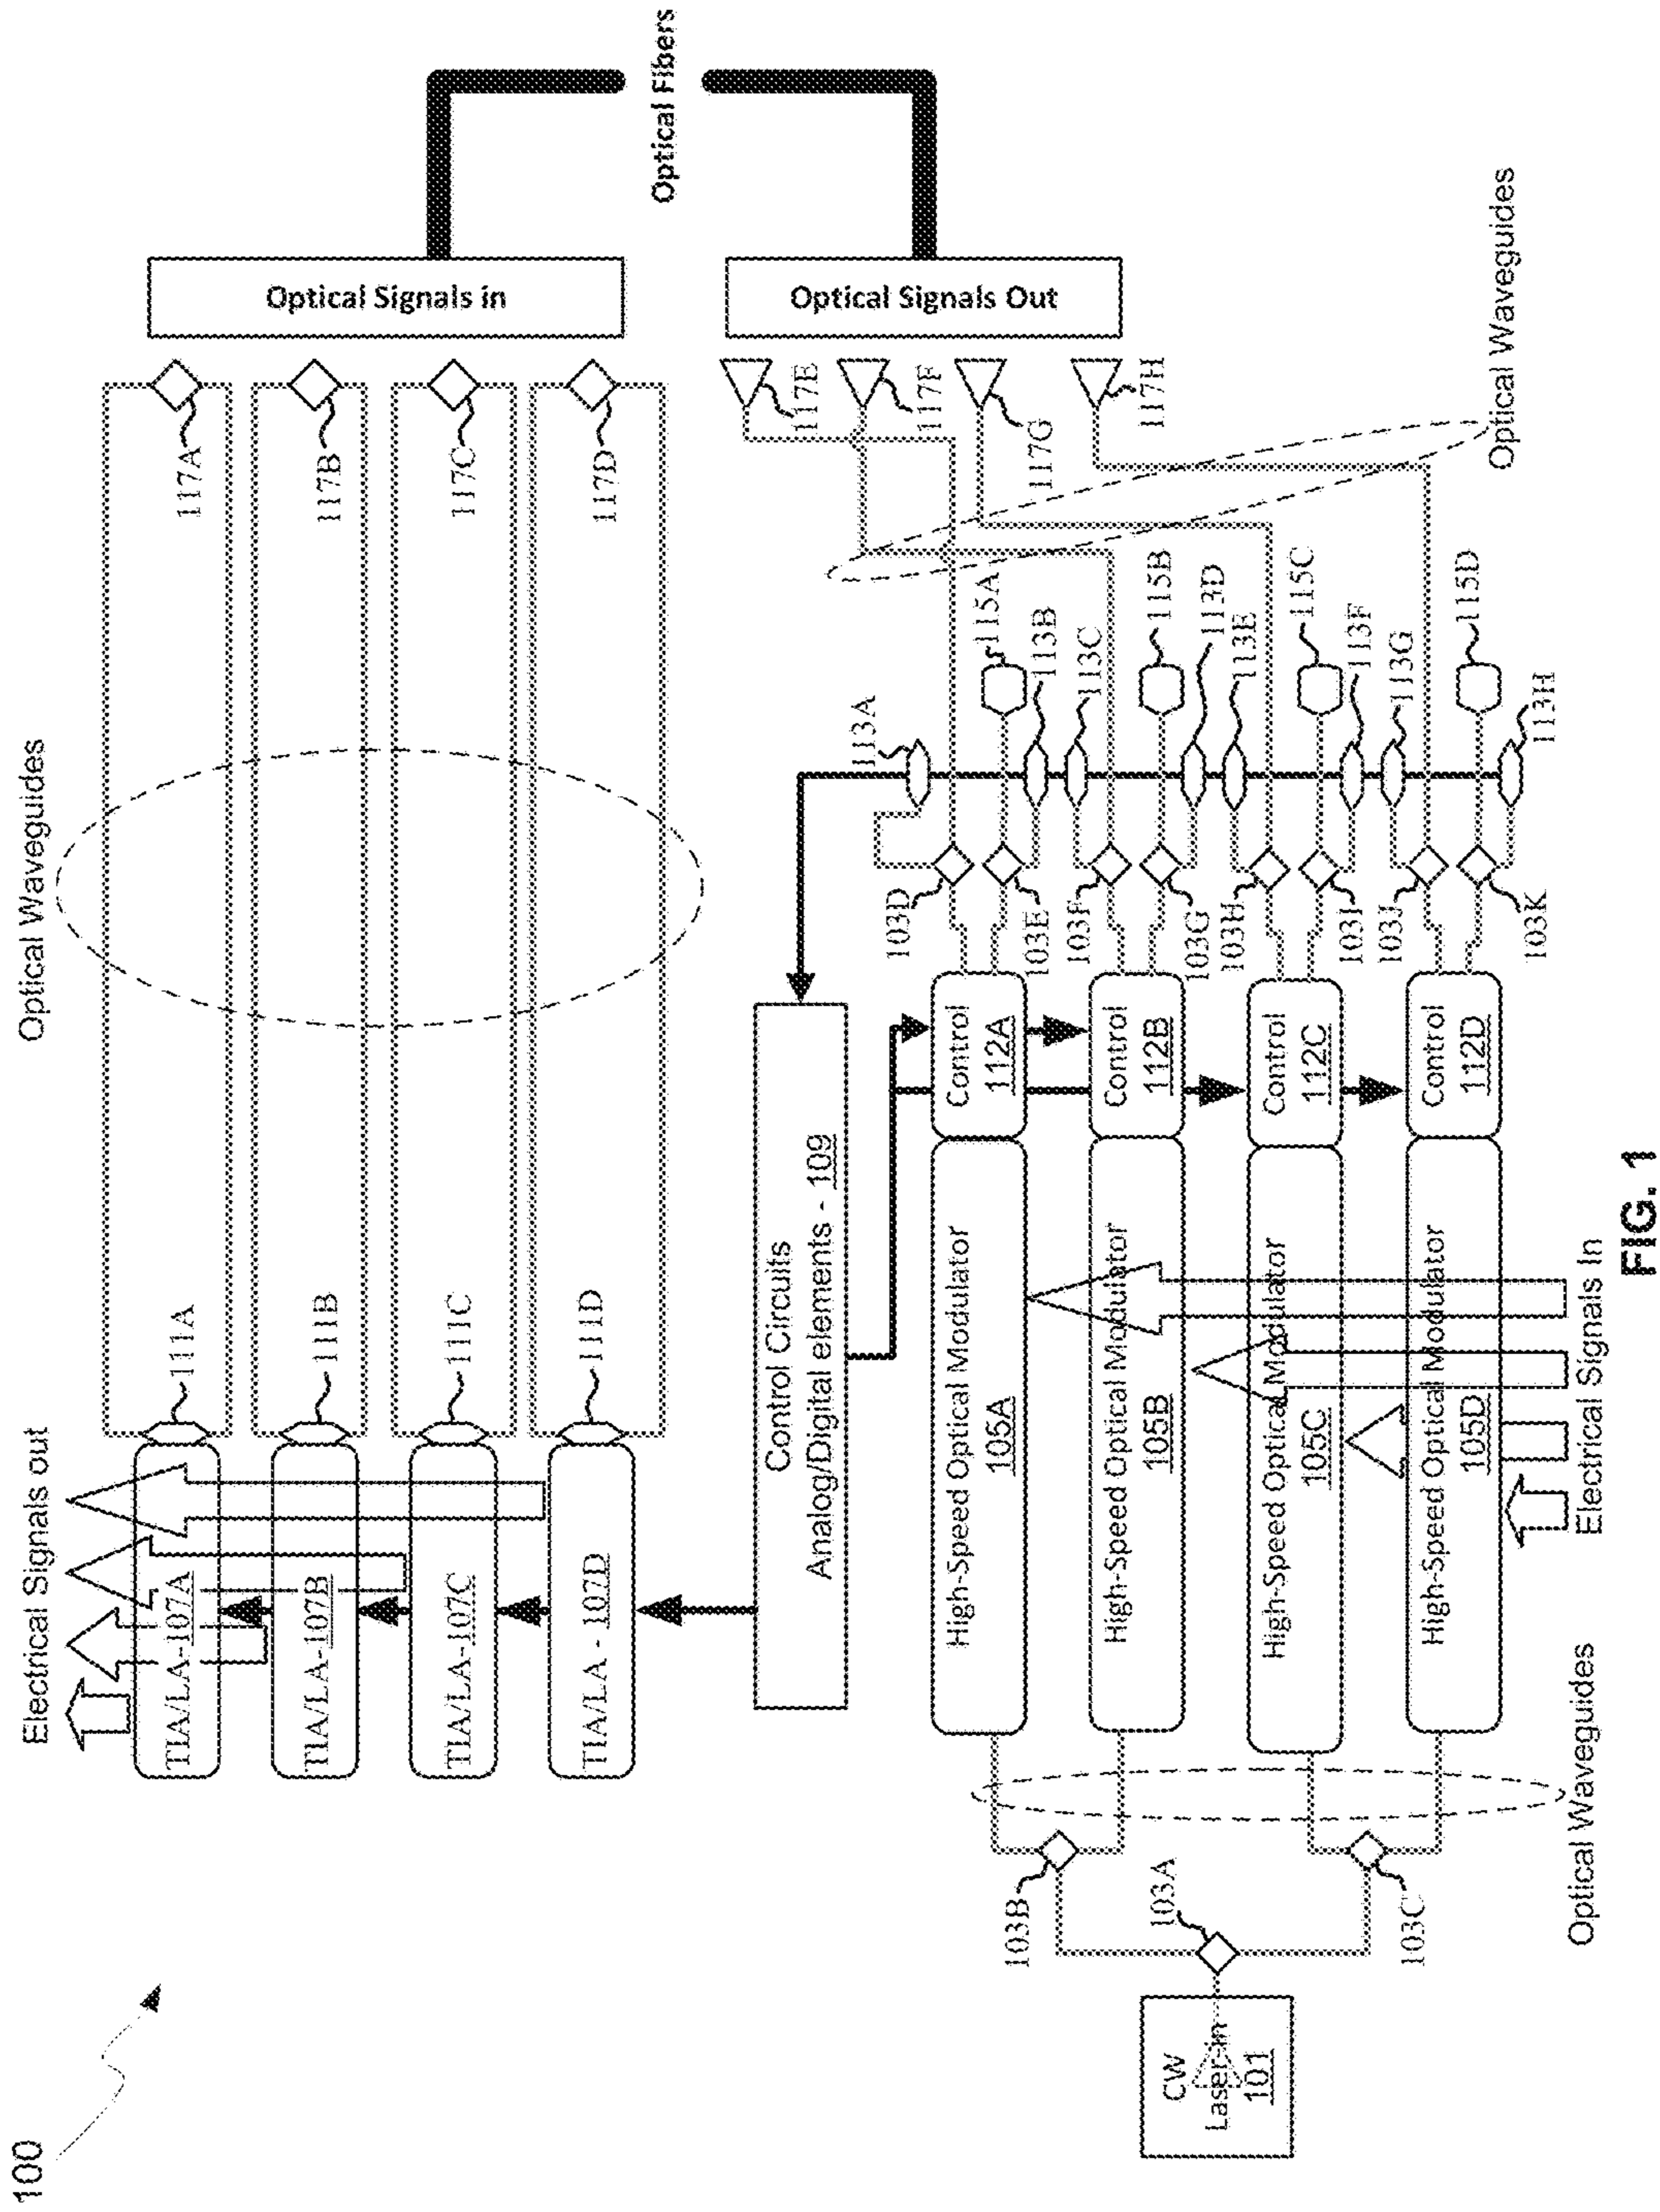 100
Electrical Signals out
Optical Waveguides
TIA/LA-107A
TIA/LA-107B
TIA/LA-107C
TIA/LA - 107D
111A
111B
111C
111D
117A
117B
117C
117D
Optical Signals in
Optical Fibers
Optical Signals Out
117E
117F
117G
117H
Optical Waveguides
Control Circuits
Analog/Digital elements - 109
113A
115A
113B
113C
115B
113D
113E
115C
113F
113G
115D
113H
103D
103E
103F
103G
103H
103I
103J
103K
High-Speed Optical Modulator
105A
Control
112A
High-Speed Optical Modulator
105B
Control
112B
High-Speed Optical Modulator
105C
Control
112C
High-Speed Optical Modulator
105D
Control
112D
CW
Laser-in
101
103A
103B
103C
Optical Waveguides
Electrical Signals In
FIG. 1